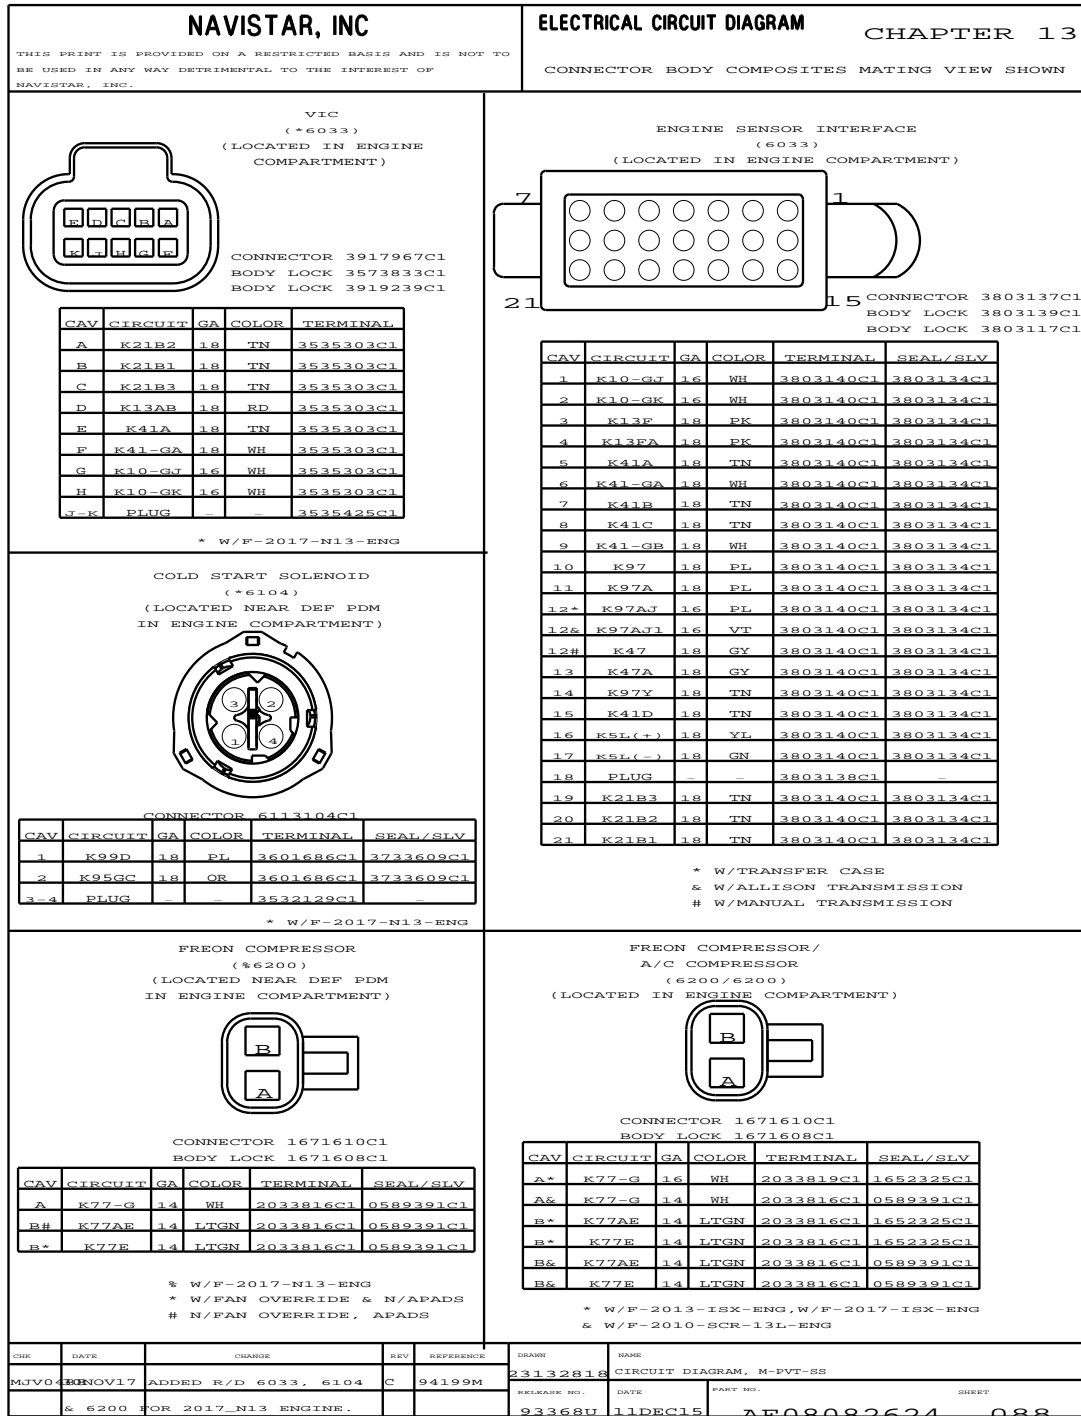 NAVISTAR, INC
THIS PRINT IS PROVIDED ON A RESTRICTED BASIS AND IS NOT TO
BE USED IN ANY WAY DETRIMENTAL TO THE INTEREST OF
NAVISTAR, INC.
ELECTRICAL CIRCUIT DIAGRAM
CHAPTER 13
CONNECTOR BODY COMPOSITES MATING VIEW SHOWN
VIC
(*6033)
(LOCATED IN ENGINE
COMPARTMENT)
E D C B A
K J H G F
CONNECTOR 3917967C1
BODY LOCK 3573833C1
BODY LOCK 3919239C1
CAV CIRCUIT GA COLOR TERMINAL
A K21B2 18 TN 3535303C1
B K21B1 18 TN 3535303C1
C K21B3 18 TN 3535303C1
D K13AB 18 RD 3535303C1
E K41A 18 TN 3535303C1
F K41-GA 18 WH 3535303C1
G K10-GJ 16 WH 3535303C1
H K10-GK 16 WH 3535303C1
J-K PLUG - - 3535425C1
* W/F-2017-N13-ENG
ENGINE SENSOR INTERFACE
(6033)
(LOCATED IN ENGINE COMPARTMENT)
7 1
21 15
CONNECTOR 3803137C1
BODY LOCK 3803139C1
BODY LOCK 3803117C1
CAV CIRCUIT GA COLOR TERMINAL SEAL/SLV
1 K10-GJ 16 WH 3803140C1 3803134C1
2 K10-GK 16 WH 3803140C1 3803134C1
3 K13F 18 PK 3803140C1 3803134C1
4 K13FA 18 PK 3803140C1 3803134C1
5 K41A 18 TN 3803140C1 3803134C1
6 K41-GA 18 WH 3803140C1 3803134C1
7 K41B 18 TN 3803140C1 3803134C1
8 K41C 18 TN 3803140C1 3803134C1
9 K41-GB 18 WH 3803140C1 3803134C1
10 K97 18 PL 3803140C1 3803134C1
11 K97A 18 PL 3803140C1 3803134C1
12* K97AJ 16 PL 3803140C1 3803134C1
12& K97AJ1 16 VT 3803140C1 3803134C1
12# K47 18 GY 3803140C1 3803134C1
13 K47A 18 GY 3803140C1 3803134C1
14 K97Y 18 TN 3803140C1 3803134C1
15 K41D 18 TN 3803140C1 3803134C1
16 K5L(+) 18 YL 3803140C1 3803134C1
17 K5L(-) 18 GN 3803140C1 3803134C1
18 PLUG - - 3803138C1 -
19 K21B3 18 TN 3803140C1 3803134C1
20 K21B2 18 TN 3803140C1 3803134C1
21 K21B1 18 TN 3803140C1 3803134C1
* W/TRANSFER CASE
& W/ALLISON TRANSMISSION
# W/MANUAL TRANSMISSION
COLD START SOLENOID
(*6104)
(LOCATED NEAR DEF PDM
IN ENGINE COMPARTMENT)
3 2
1 4
CONNECTOR 6113104C1
CAV CIRCUIT GA COLOR TERMINAL SEAL/SLV
1 K99D 18 PL 3601686C1 3733609C1
2 K95GC 18 OR 3601686C1 3733609C1
3-4 PLUG - - 3532129C1 -
* W/F-2017-N13-ENG
FREON COMPRESSOR
(%6200)
(LOCATED NEAR DEF PDM
IN ENGINE COMPARTMENT)
B
A
CONNECTOR 1671610C1
BODY LOCK 1671608C1
CAV CIRCUIT GA COLOR TERMINAL SEAL/SLV
A K77-G 14 WH 2033816C1 0589391C1
B# K77AE 14 LTGN 2033816C1 0589391C1
B* K77E 14 LTGN 2033816C1 0589391C1
% W/F-2017-N13-ENG
* W/FAN OVERRIDE & N/APADS
# N/FAN OVERRIDE, APADS
FREON COMPRESSOR/
A/C COMPRESSOR
(6200/6200)
(LOCATED IN ENGINE COMPARTMENT)
B
A
CONNECTOR 1671610C1
BODY LOCK 1671608C1
CAV CIRCUIT GA COLOR TERMINAL SEAL/SLV
A* K77-G 16 WH 2033819C1 1652325C1
A& K77-G 14 WH 2033816C1 0589391C1
B* K77AE 14 LTGN 2033816C1 1652325C1
B* K77E 14 LTGN 2033816C1 1652325C1
B& K77AE 14 LTGN 2033816C1 0589391C1
B& K77E 14 LTGN 2033816C1 0589391C1
* W/F-2013-ISX-ENG,W/F-2017-ISX-ENG
& W/F-2010-SCR-13L-ENG
CHK DATE CHANGE REV REFERENCE
ADDED R/D 6033, 6104 C 94199M
& 6200 FOR 2017_N13 ENGINE.
DRAWN NAME
23132818 CIRCUIT DIAGRAM, M-PVT-SS
RELEASE NO. DATE PART NO. SHEET
93368U 11DEC15 AF08082624 088